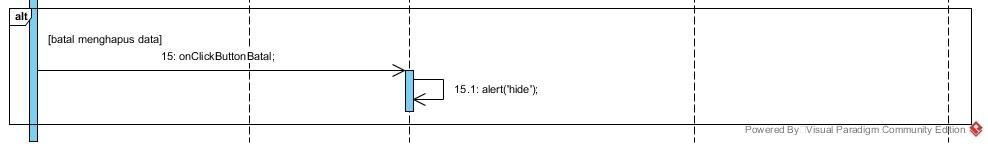 alt
[batal menghapus data]
15: onClickButtonBatal;
15.1: alert('hide');
Powered By Visual Paradigm Community Edition